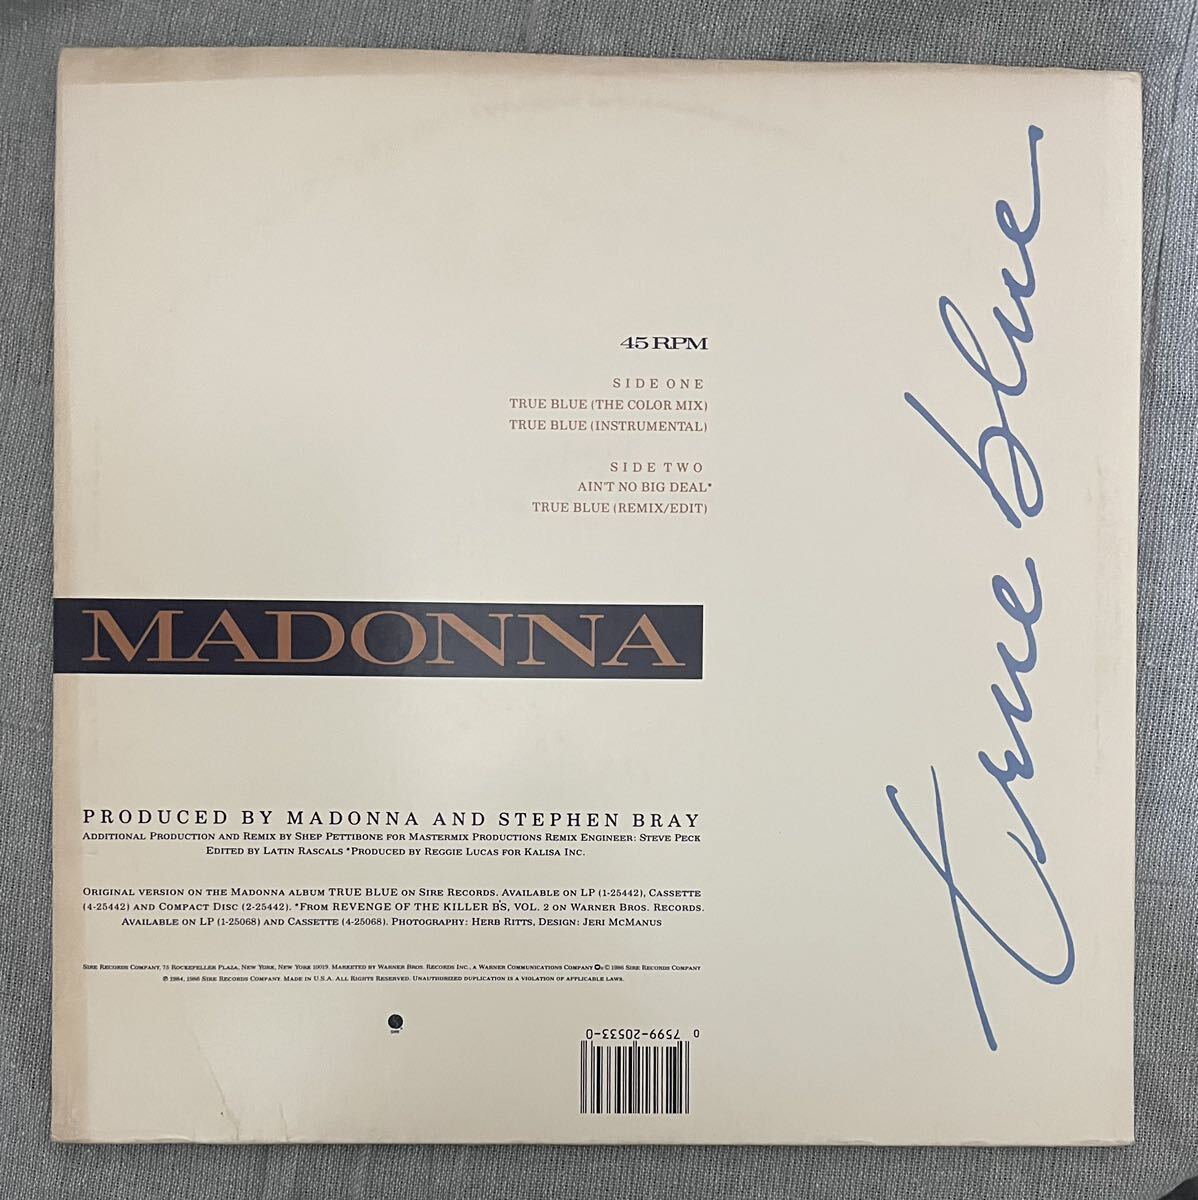 45 RPM
SIDE ONE
TRUE BLUE (THE COLOR MIX)
TRUE BLUE (INSTRUMENTAL)
SIDE TWO
AIN'T NO BIG DEAL*
TRUE BLUE (REMIX/EDIT)
MADONNA
true blue
PRODUCED BY MADONNA AND STEPHEN BRAY
ADDITIONAL PRODUCTION AND REMIX BY SHEP PETTIBONE FOR MASTERMIX PRODUCTIONS REMIX ENGINEER: STEVE PECK
EDITED BY LATIN RASCALS *PRODUCED BY REGGIE LUCAS FOR KALISA INC.
ORIGINAL VERSION ON THE MADONNA ALBUM TRUE BLUE ON SIRE RECORDS. AVAILABLE ON LP (1-25442), CASSETTE
(4-25442) AND COMPACT DISC (2-25442). *FROM REVENGE OF THE KILLER B'S, VOL. 2 ON WARNER BROS. RECORDS.
AVAILABLE ON LP (1-25068) AND CASSETTE (4-25068). PHOTOGRAPHY: HERB RITTS, DESIGN: JERI MCMANUS
SIRE RECORDS COMPANY, 75 ROCKEFELLER PLAZA, NEW YORK, NEW YORK 10019. MARKETED BY WARNER BROS. RECORDS INC., A WARNER COMMUNICATIONS COMPANY © 1986 SIRE RECORDS COMPANY
℗ 1984, 1986 SIRE RECORDS COMPANY. MADE IN U.S.A. ALL RIGHTS RESERVED. UNAUTHORIZED DUPLICATION IS A VIOLATION OF APPLICABLE LAWS.
SIRE
0 7599-20533-0